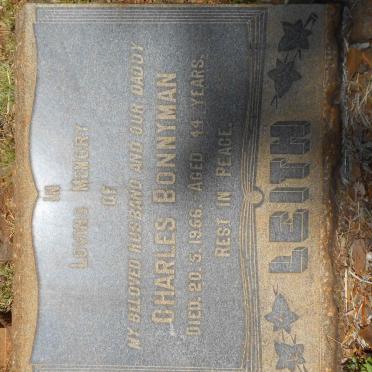 IN
LOVING MEMORY
OF
MY BELOVED HUSBAND AND OUR DADDY
CHARLES BONNYMAN
DIED 20. 5. 1966 AGED 44 YEARS.
REST IN PEACE.
LEITH